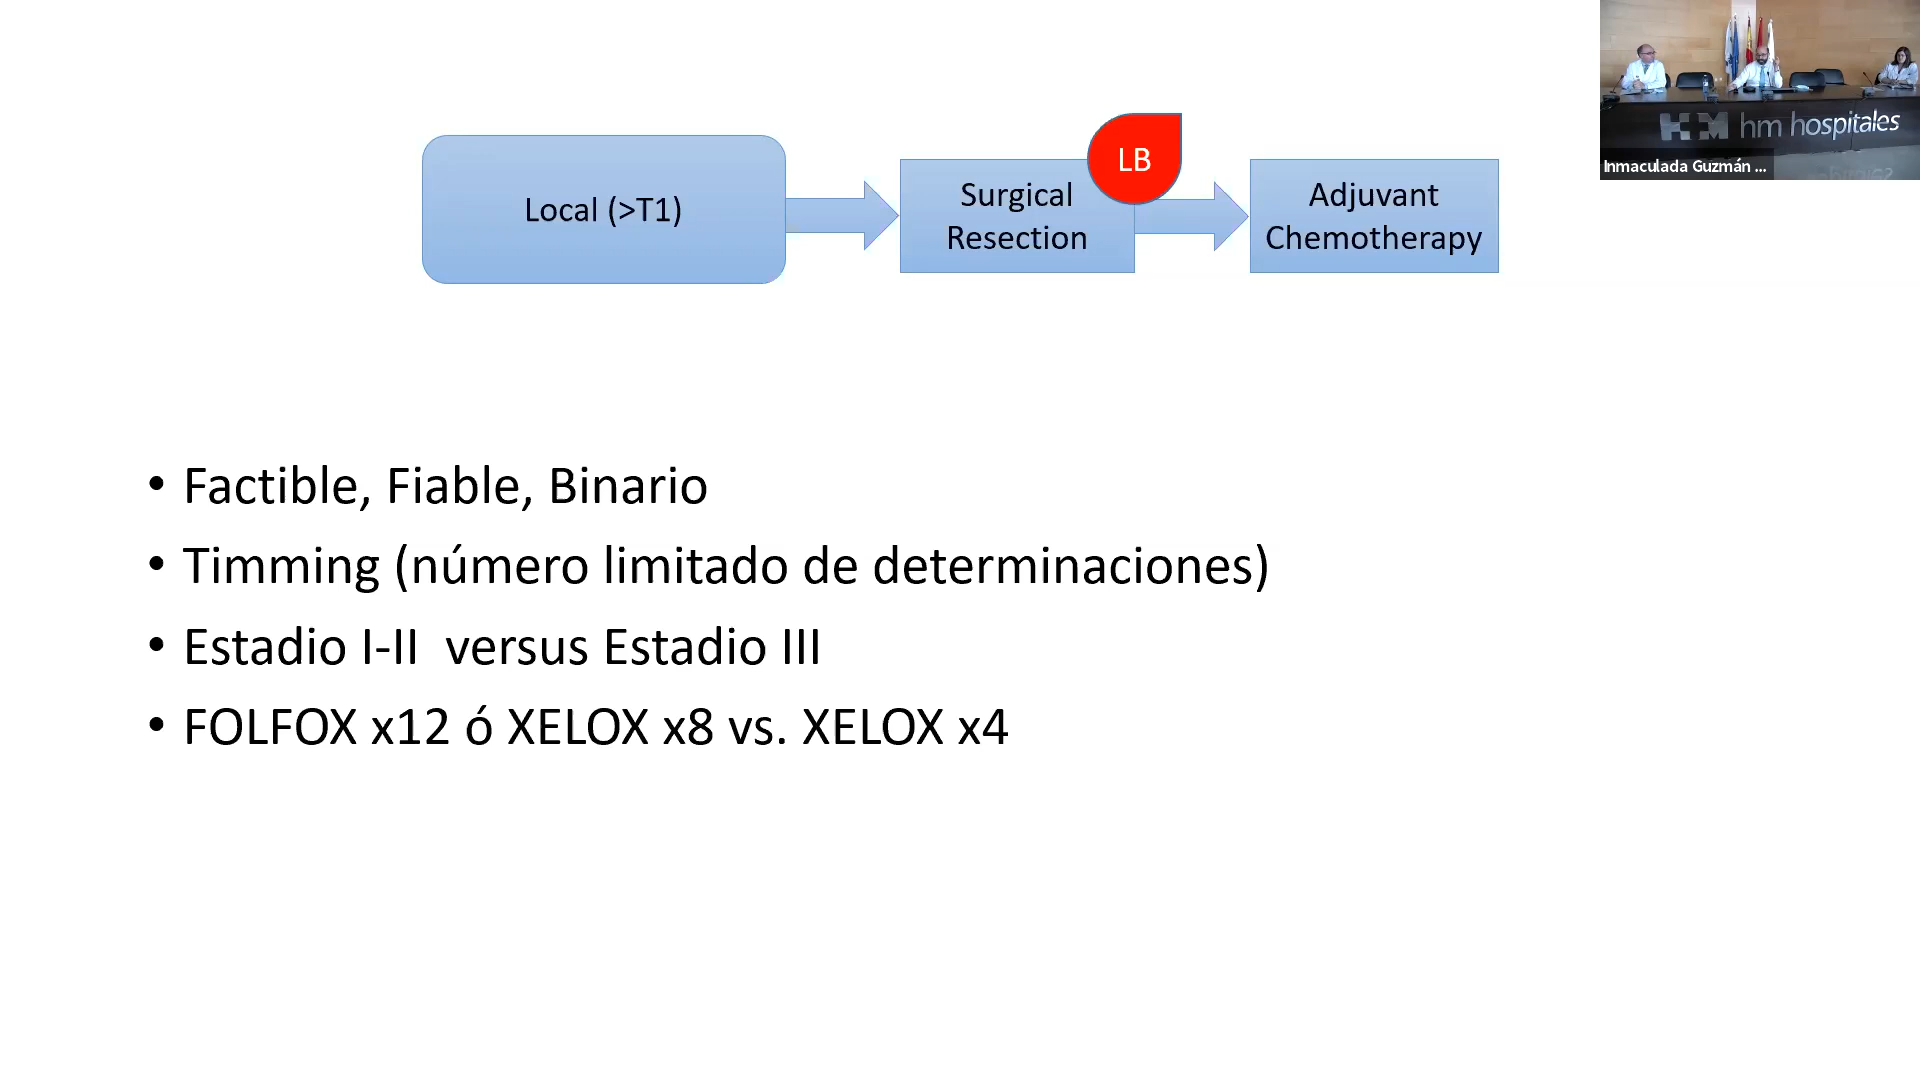 Local (>T1)
Surgical
Resection
LB
Adjuvant
Chemotherapy
hm hospitales
Inmaculada Guzmán ...
• Factible, Fiable, Binario
• Timming (número limitado de determinaciones)
• Estadio I-II  versus Estadio III
• FOLFOX x12 ó XELOX x8 vs. XELOX x4